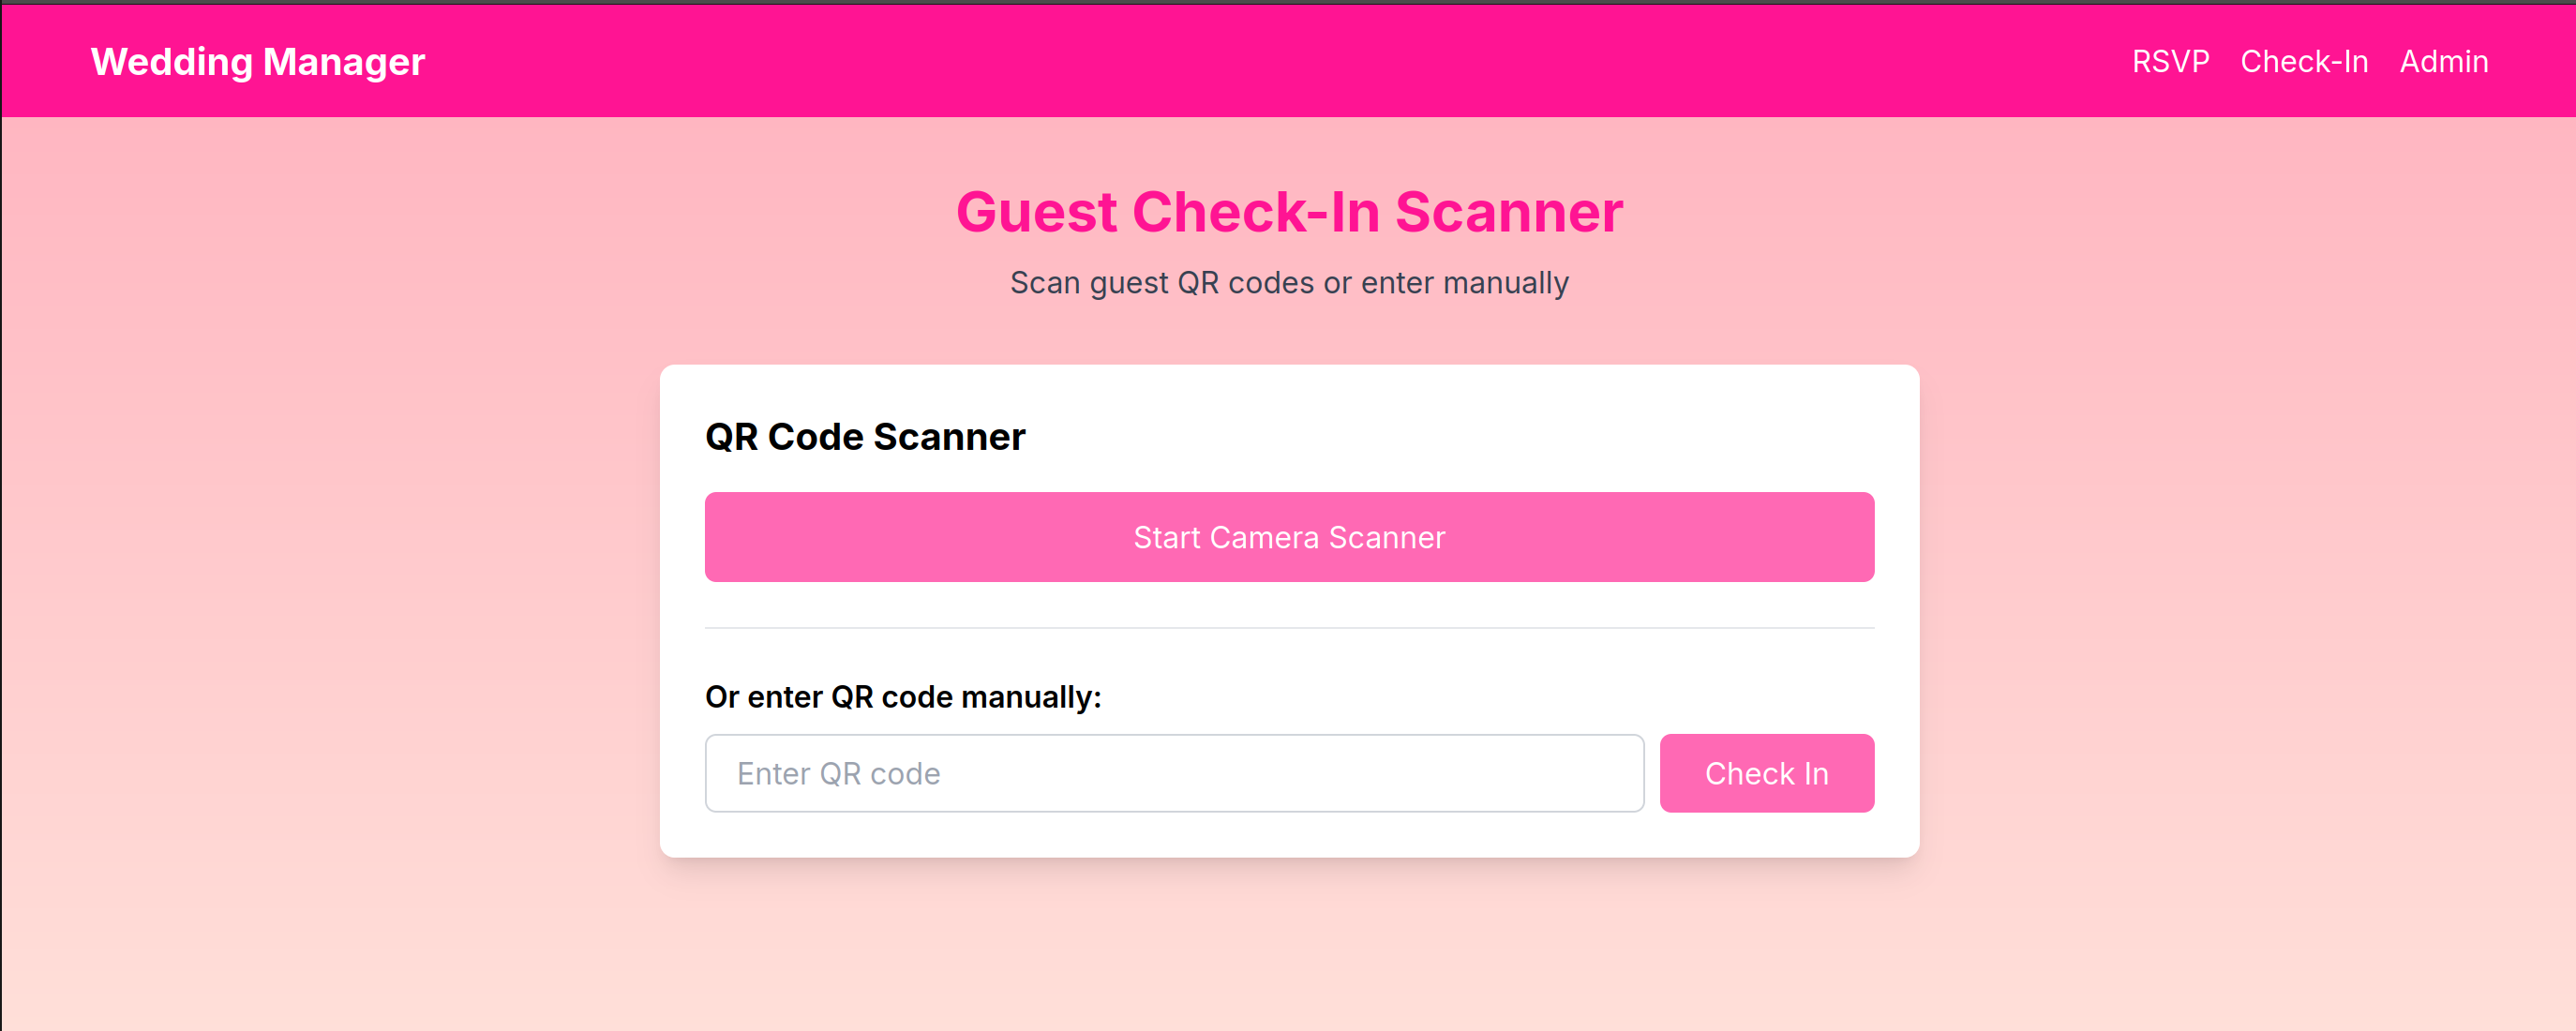 Wedding Manager
RSVP Check-In Admin
Guest Check-In Scanner
Scan guest QR codes or enter manually
QR Code Scanner
Start Camera Scanner
Or enter QR code manually:
Enter QR code
Check In